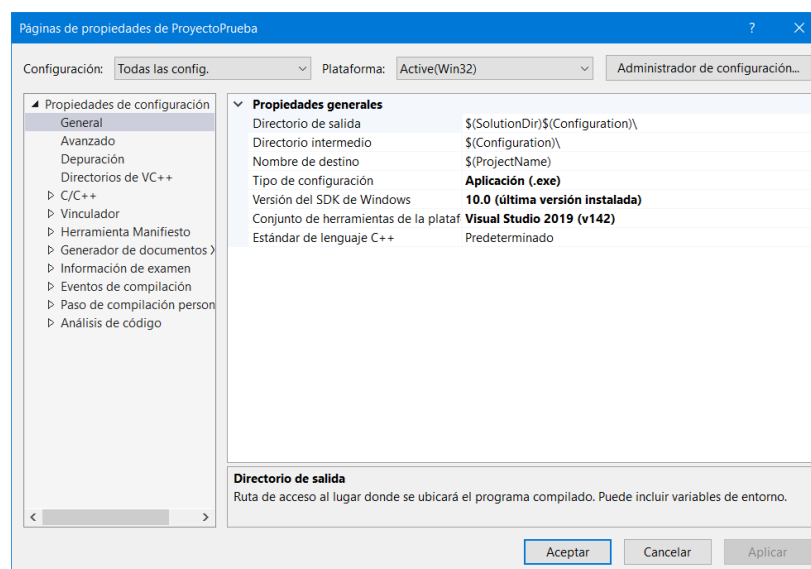 Páginas de propiedades de ProyectoPrueba ? ×
Configuración: Todas las config. Plataforma: Active(Win32) Administrador de configuración...
Propiedades de configuración
General
Avanzado
Depuración
Directorios de VC++
C/C++
Vinculador
Herramienta Manifiesto
Generador de documentos X
Información de examen
Eventos de compilación
Paso de compilación person
Análisis de código
Propiedades generales
Directorio de salida $(SolutionDir)$(Configuration)\
Directorio intermedio $(Configuration)\
Nombre de destino $(ProjectName)
Tipo de configuración Aplicación (.exe)
Versión del SDK de Windows 10.0 (última versión instalada)
Conjunto de herramientas de la plataf Visual Studio 2019 (v142)
Estándar de lenguaje C++ Predeterminado
Directorio de salida
Ruta de acceso al lugar donde se ubicará el programa compilado. Puede incluir variables de entorno.
Aceptar Cancelar Aplicar